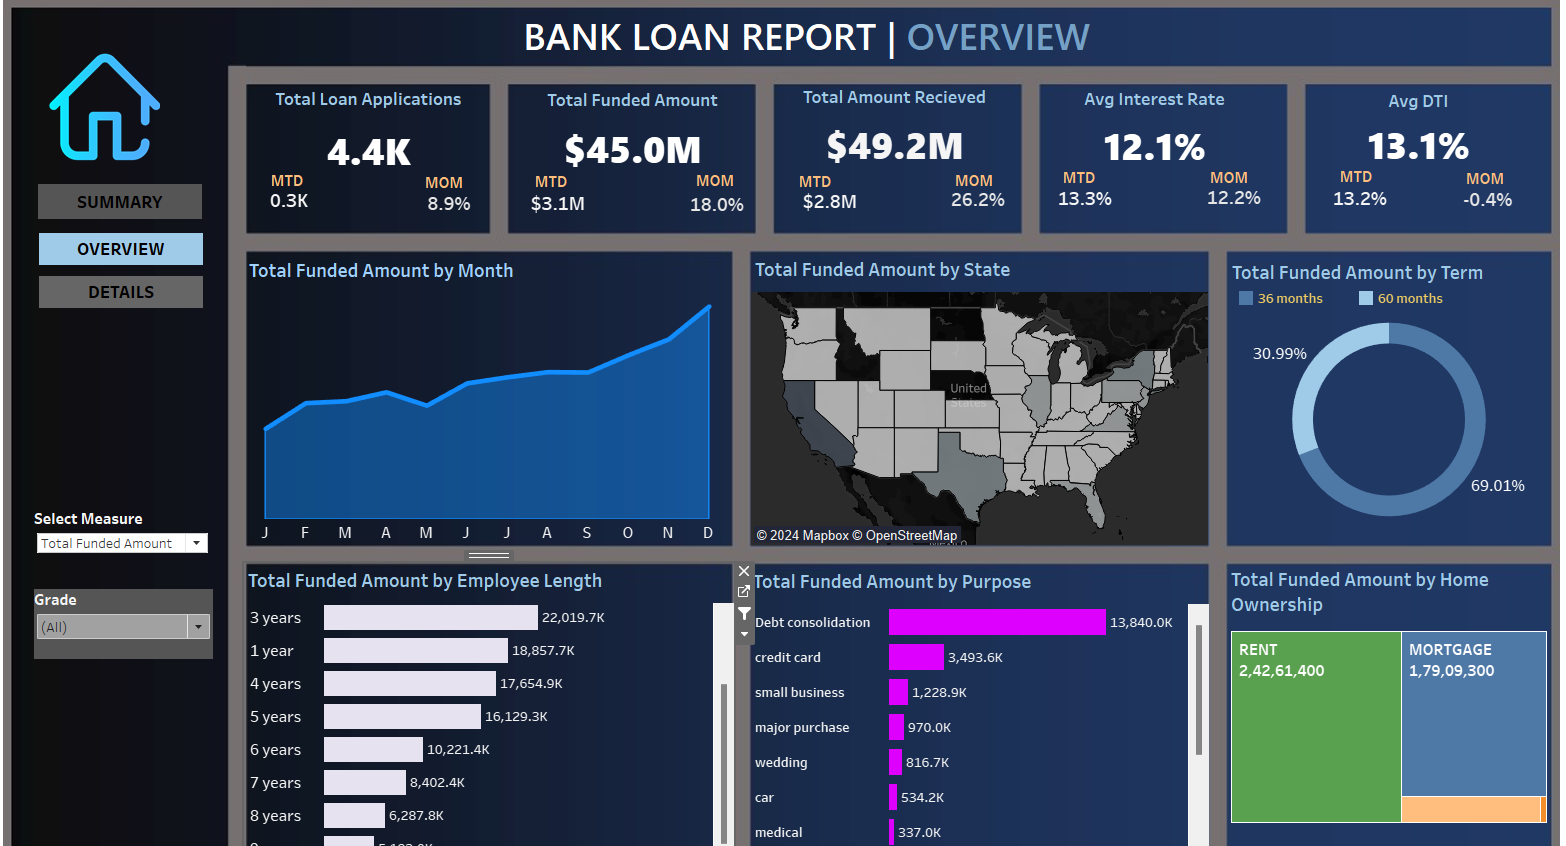 BANK LOAN REPORT | OVERVIEW
SUMMARY
OVERVIEW
DETAILS
Select Measure
Total Funded Amount
Grade
(All)
Total Loan Applications
4.4K
MTD
MOM
0.3K
8.9%
Total Funded Amount
$45.0M
MTD
MOM
$3.1M
18.0%
Total Amount Recieved
$49.2M
MTD
MOM
$2.8M
26.2%
Avg Interest Rate
12.1%
MTD
MOM
13.3%
12.2%
Avg DTI
13.1%
MTD
MOM
13.2%
-0.4%
Total Funded Amount by Month
J F M A M J J A S O N D
Total Funded Amount by State
United
States
© 2024 Mapbox © OpenStreetMap
Total Funded Amount by Term
36 months
60 months
30.99%
69.01%
Total Funded Amount by Employee Length
3 years 22,019.7K
1 year 18,857.7K
4 years 17,654.9K
5 years 16,129.3K
6 years 10,221.4K
7 years 8,402.4K
8 years 6,287.8K
Total Funded Amount by Purpose
Debt consolidation 13,840.0K
credit card 3,493.6K
small business 1,228.9K
major purchase 970.0K
wedding 816.7K
car 534.2K
medical 337.0K
Total Funded Amount by Home
Ownership
RENT
2,42,61,400
MORTGAGE
1,79,09,300